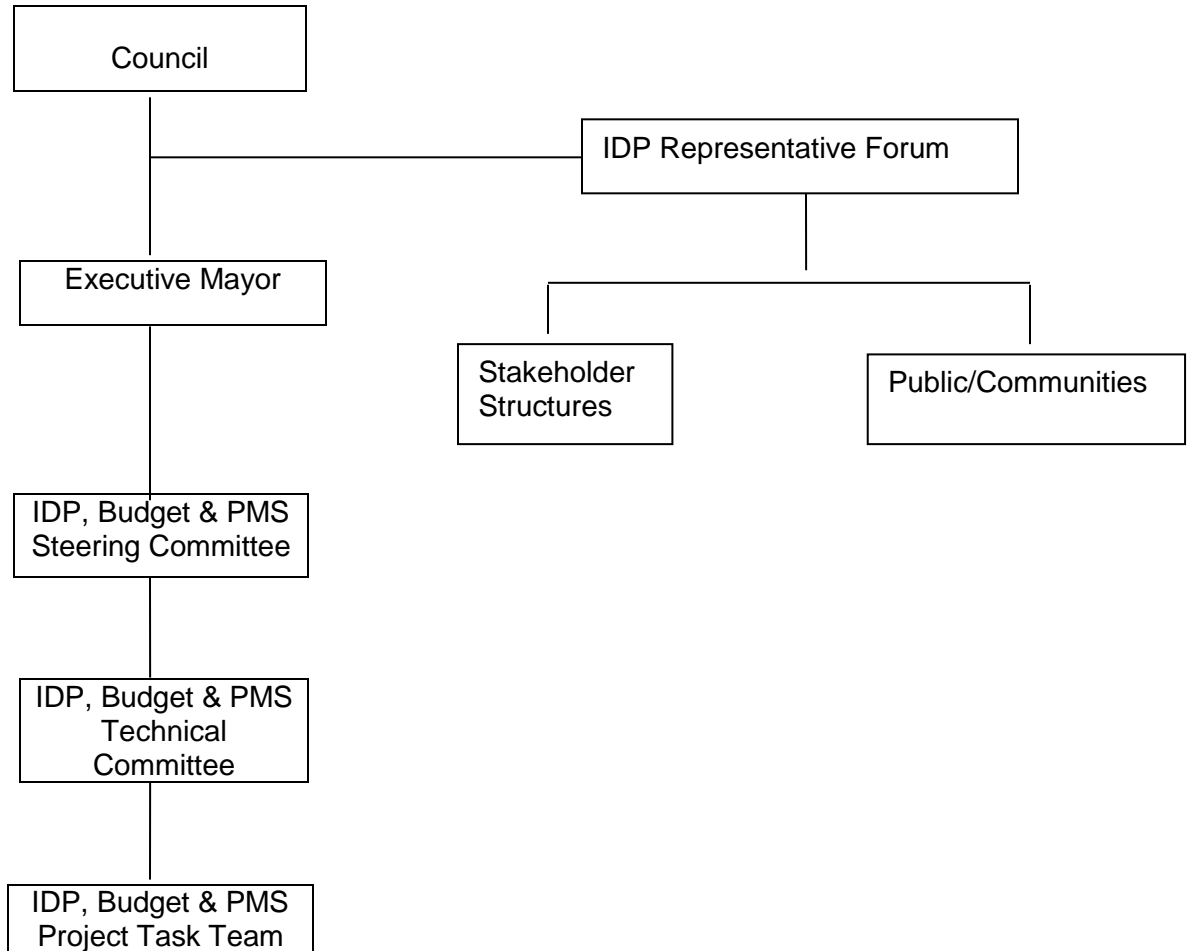 Council
IDP Representative Forum
Executive Mayor
Stakeholder
Structures
Public/Communities
IDP, Budget & PMS
Steering Committee
IDP, Budget & PMS
Technical
Committee
IDP, Budget & PMS
Project Task Team